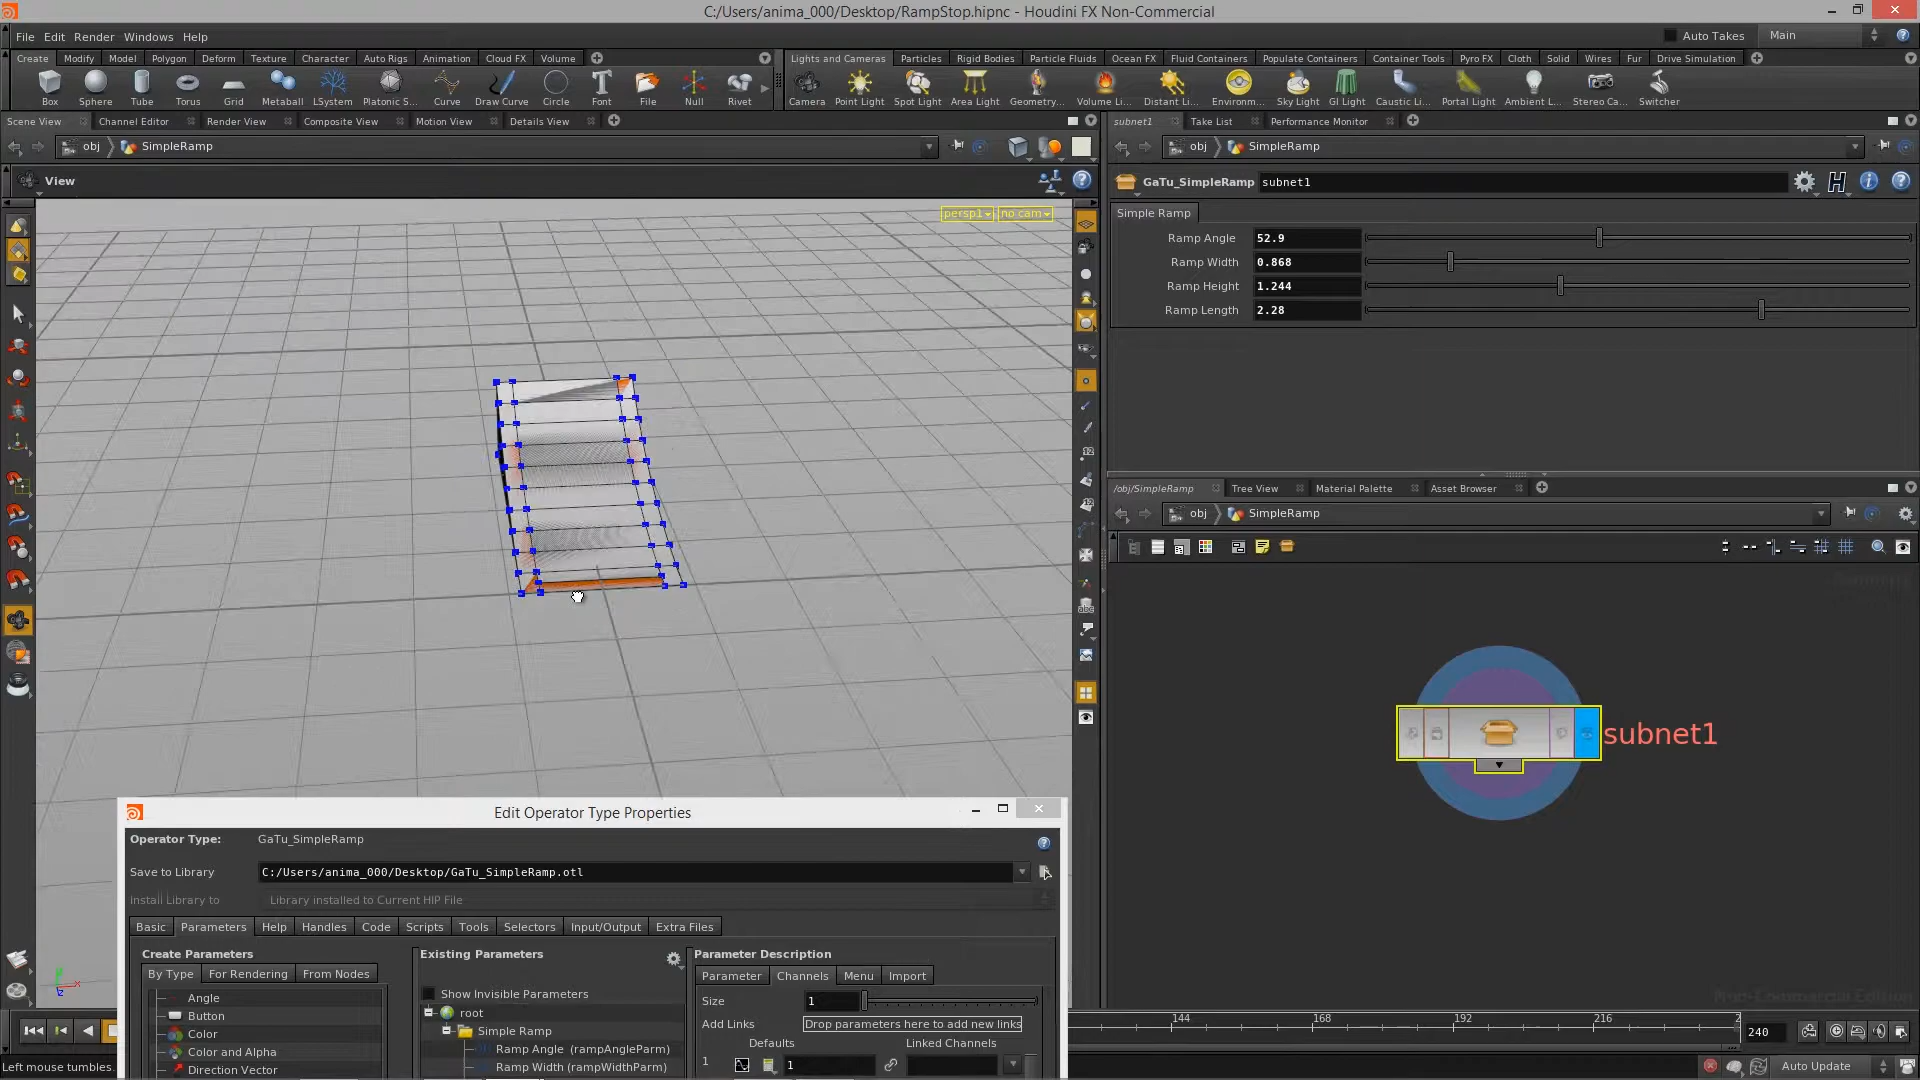 C:/Users/anima_000/Desktop/RampStop.hipnc - Houdini FX Non-Commercial
File Edit Render Windows Help
Auto Takes Main
Create Modify Model Polygon Deform Texture Character Auto Rigs Animation Cloud FX Volume
Lights and Cameras Particles Rigid Bodies Particle Fluids Ocean FX Fluid Containers Populate Containers Container Tools Pyro FX Cloth Solid Wires Fur Drive Simulation
Box Sphere Tube Torus Grid Metaball LSystem Platonic S... Curve Draw Curve Circle Font File Null Rivet
Camera Point Light Spot Light Area Light Geometry... Volume Li... Distant Li... Environm... Sky Light GI Light Caustic Li... Portal Light Ambient L... Stereo Ca... Switcher
Scene View Channel Editor Render View Composite View Motion View Details View
subnet1 Take List Performance Monitor
obj SimpleRamp
obj SimpleRamp
View
GaTu_SimpleRamp subnet1
persp1 no cam
Simple Ramp
Ramp Angle 52.9
Ramp Width 0.868
Ramp Height 1.244
Ramp Length 2.28
/obj/SimpleRamp Tree View Material Palette Asset Browser
obj SimpleRamp
subnet1
Edit Operator Type Properties
Operator Type: GaTu_SimpleRamp
Save to Library C:/Users/anima_000/Desktop/GaTu_SimpleRamp.otl
Install Library to Library installed to Current HIP File
Basic Parameters Help Handles Code Scripts Tools Selectors Input/Output Extra Files
Create Parameters Existing Parameters Parameter Description
By Type For Rendering From Nodes
Parameter Channels Menu Import
Show Invisible Parameters
Angle
Button
Color
Color and Alpha
Direction Vector
root
Simple Ramp
Ramp Angle (rampAngleParm)
Ramp Width (rampWidthParm)
Size 1
Add Links Drop parameters here to add new links
Defaults Linked Channels
1 1
Non-Commercial Edition
144 168 192 216 2
240
Left mouse tumbles.
Auto Update